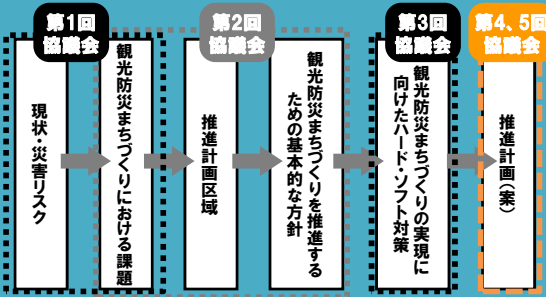 第1回
協議会
第2回
協議会
第3回
協議会
第4、5回
協議会
現状・災害リスク
観光防災まちづくりにおける課題
推進計画区域
観光防災まちづくりを推進する
ための基本的な方針
観光防災まちづくりの実現に
向けたハード・ソフト対策
推進計画（案）